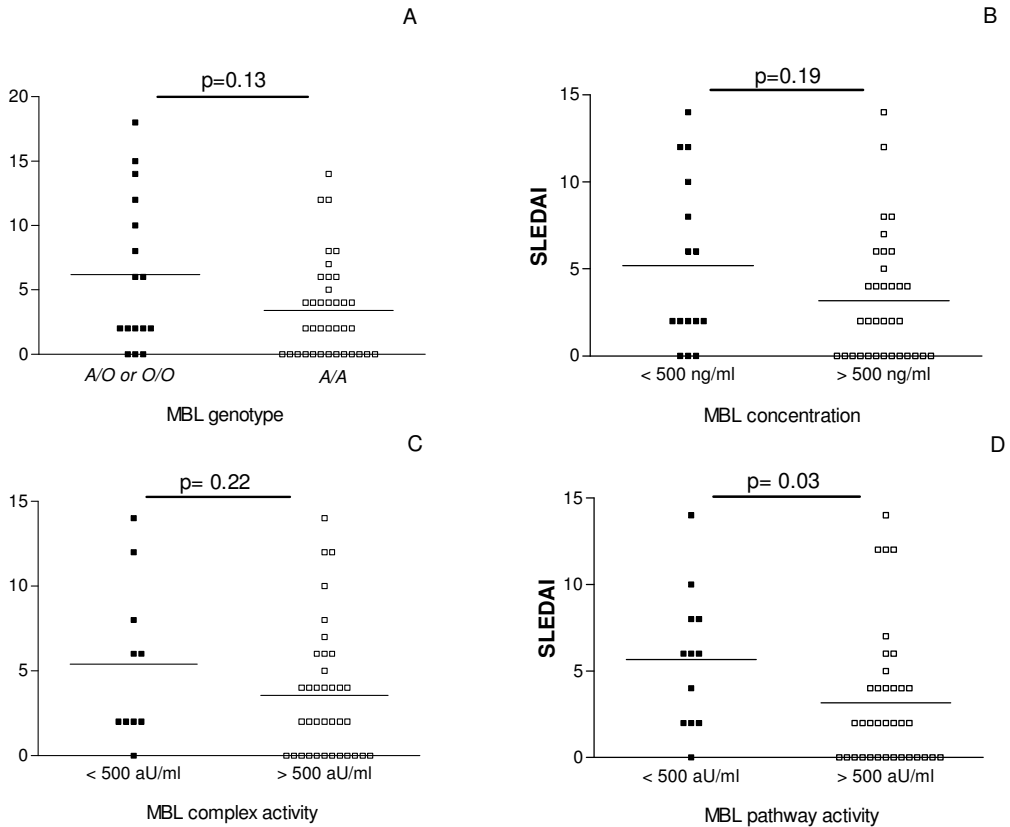 A
p=0.13
20
15
10
5
0
A/O or O/O
A/A
MBL genotype
B
p=0.19
SLEDAI
15
10
5
0
< 500 ng/ml
> 500 ng/ml
MBL concentration
C
p= 0.22
15
10
5
0
< 500 aU/ml
> 500 aU/ml
MBL complex activity
D
p= 0.03
SLEDAI
15
10
5
0
< 500 aU/ml
> 500 aU/ml
MBL pathway activity